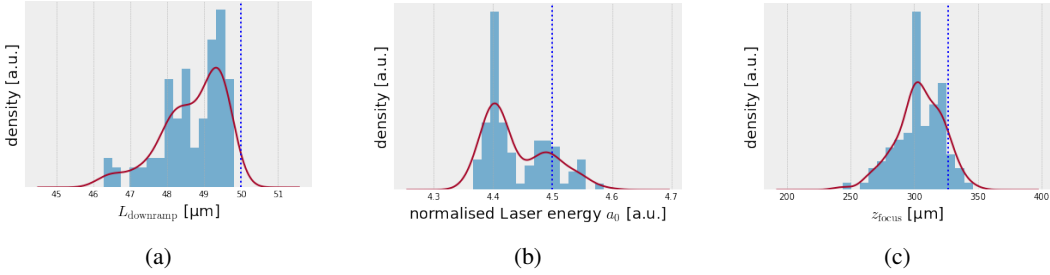 density [a.u.]
45 46 47 48 49 50 51
L_downramp [µm]
(a)
density [a.u.]
4.3 4.4 4.5 4.6 4.7
normalised Laser energy a_0 [a.u.]
(b)
density [a.u.]
200 250 300 350 400
z_focus [µm]
(c)